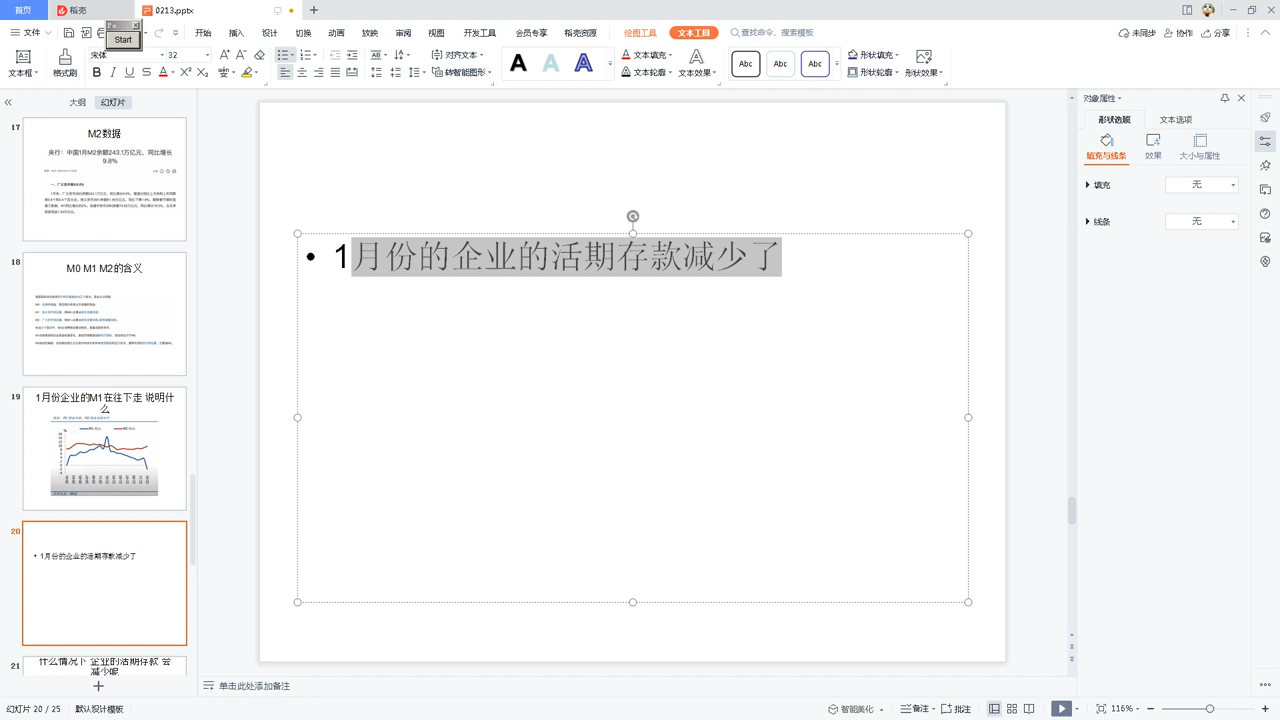 首页
稻壳
0213.pptx
文件
Start
开始
插入
设计
切换
动画
放映
审阅
视图
开发工具
会员专享
稻壳资源
绘图工具
文本工具
查找命令、搜索模板
未同步
协作
分享
文本框
格式刷
宋体
32
对齐文本
转智能图形
文本填充
文本轮廓
文本效果
Abc
Abc
Abc
形状填充
形状轮廓
形状效果
大纲
幻灯片
17
M2数据
央行：中国1月M2余额243.1万亿元，同比增长
9.8%
18
M0 M1 M2的含义
19
1月份企业的M1在往下走 说明什
么
20
• 1月份的企业的活期存款减少了
21
什么情况下 企业的活期存款 会
减少呢
• 1月份的企业的活期存款减少了
单击此处添加备注
对象属性
形状选项
文本选项
填充与线条
效果
大小与属性
填充
无
线条
无
幻灯片 20 / 25
默认设计模板
智能美化
备注
批注
116%